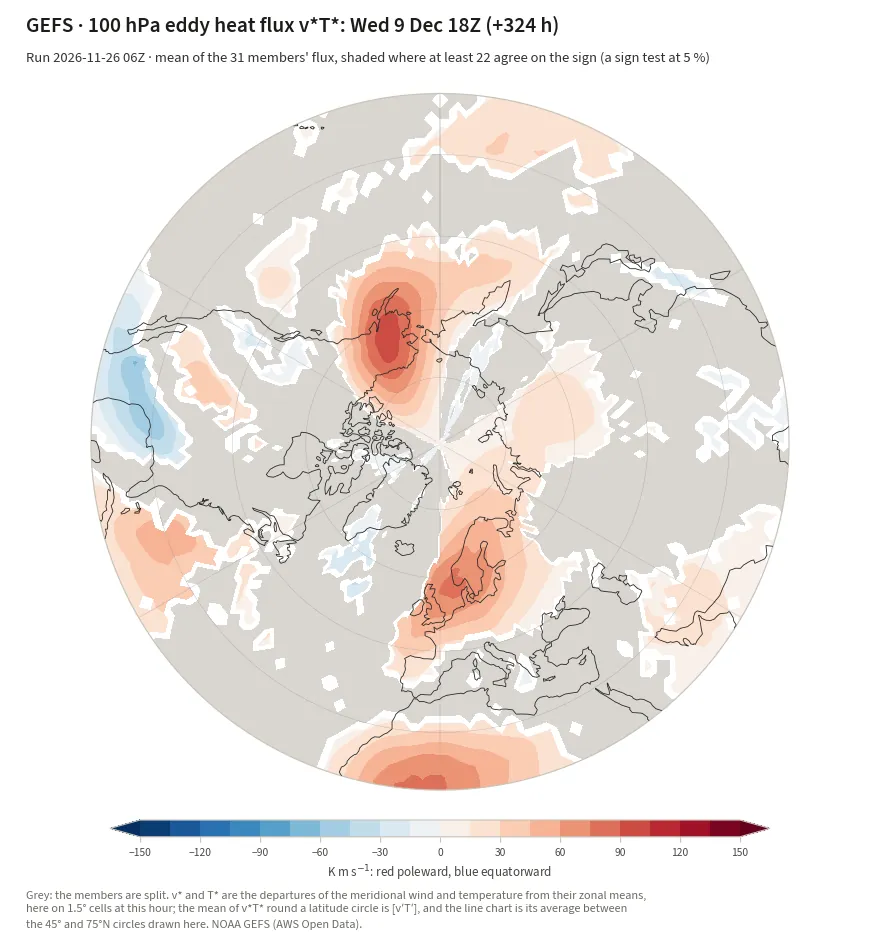 GEFS · 100 hPa eddy heat flux v*T*: Wed 9 Dec 18Z (+324 h)
Run 2026-11-26 06Z · mean of the 31 members' flux, shaded where at least 22 agree on the sign (a sign test at 5 %)
−150 −120 −90 −60 −30 0 30 60 90 120 150
K m s⁻¹: red poleward, blue equatorward
Grey: the members are split. v* and T* are the departures of the meridional wind and temperature from their zonal means,
here on 1.5° cells at this hour; the mean of v*T* round a latitude circle is [v'T'], and the line chart is its average between
the 45° and 75°N circles drawn here. NOAA GEFS (AWS Open Data).